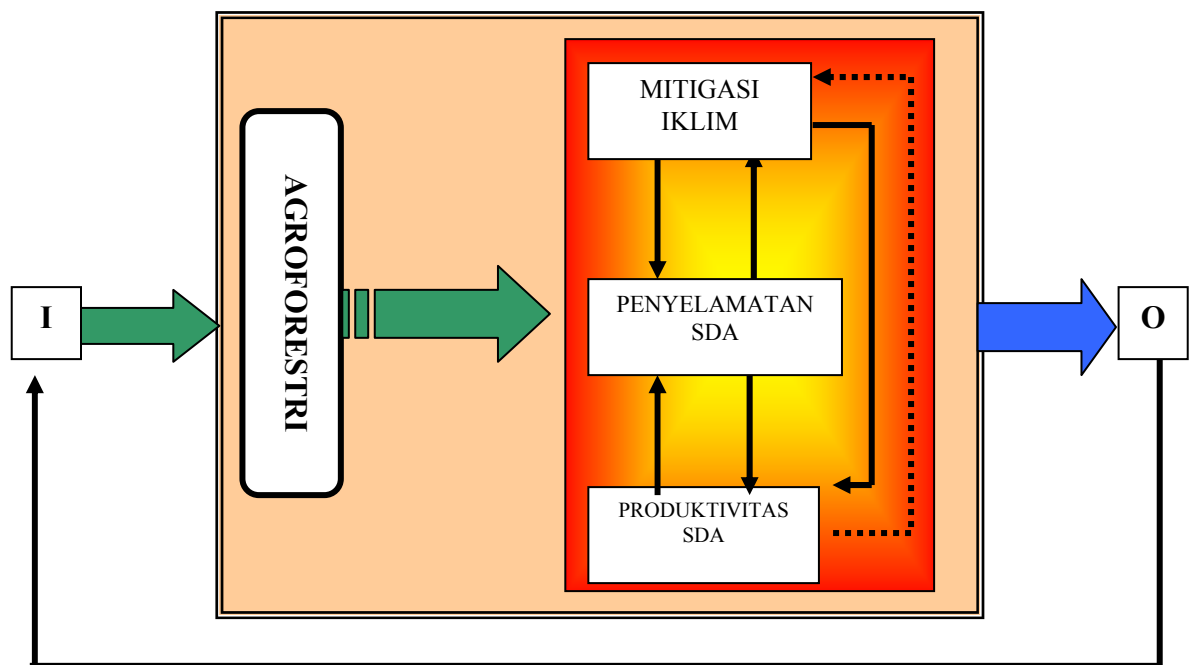 I
AGROFORESTRI
MITIGASI
IKLIM
PENYELAMATAN
SDA
PRODUKTIVITAS
SDA
O